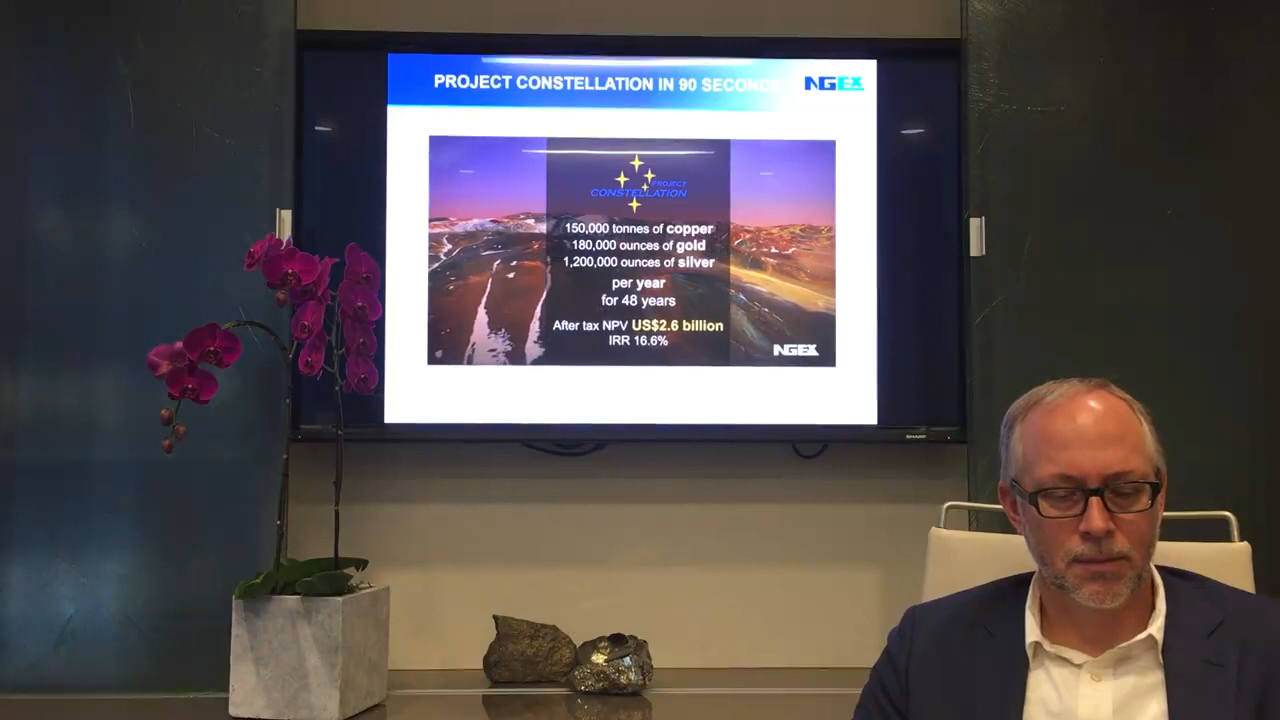 PROJECT CONSTELLATION IN 90 SECONDS
NGEX
PROJECT
CONSTELLATION
150,000 tonnes of copper
180,000 ounces of gold
1,200,000 ounces of silver
per year
for 48 years
After tax NPV US$2.6 billion
IRR 16.6%
NGEX
SHARP